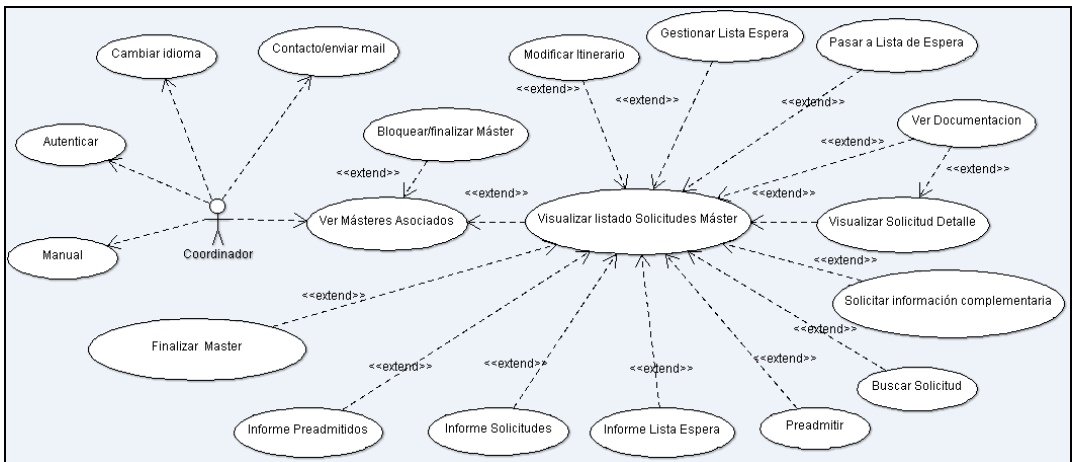 Gestionar Lista Espera
Pasar a Lista de Espera
Contacto/enviar mail
Cambiar idioma
Modificar Itinerario
<<extend>>
<<extend>>
<<extend>>
Ver Documentacion
Bloquear/finalizar Máster
Autenticar
<<extend>>
<<extend>>
<<extend>>
<<extend>>
<<extend>>
Ver Másteres Asociados
Visualizar listado Solicitudes Máster
Visualizar Solicitud Detalle
Manual
Coordinador
<<extend>>
<<extend>>
Solicitar información complementaria
<<extend>>
Finalizar Master
<<extend>>
<<extend>>
<<extend>>
<<extend>>
Buscar Solicitud
Informe Preadmitidos
Informe Solicitudes
Informe Lista Espera
Preadmitir